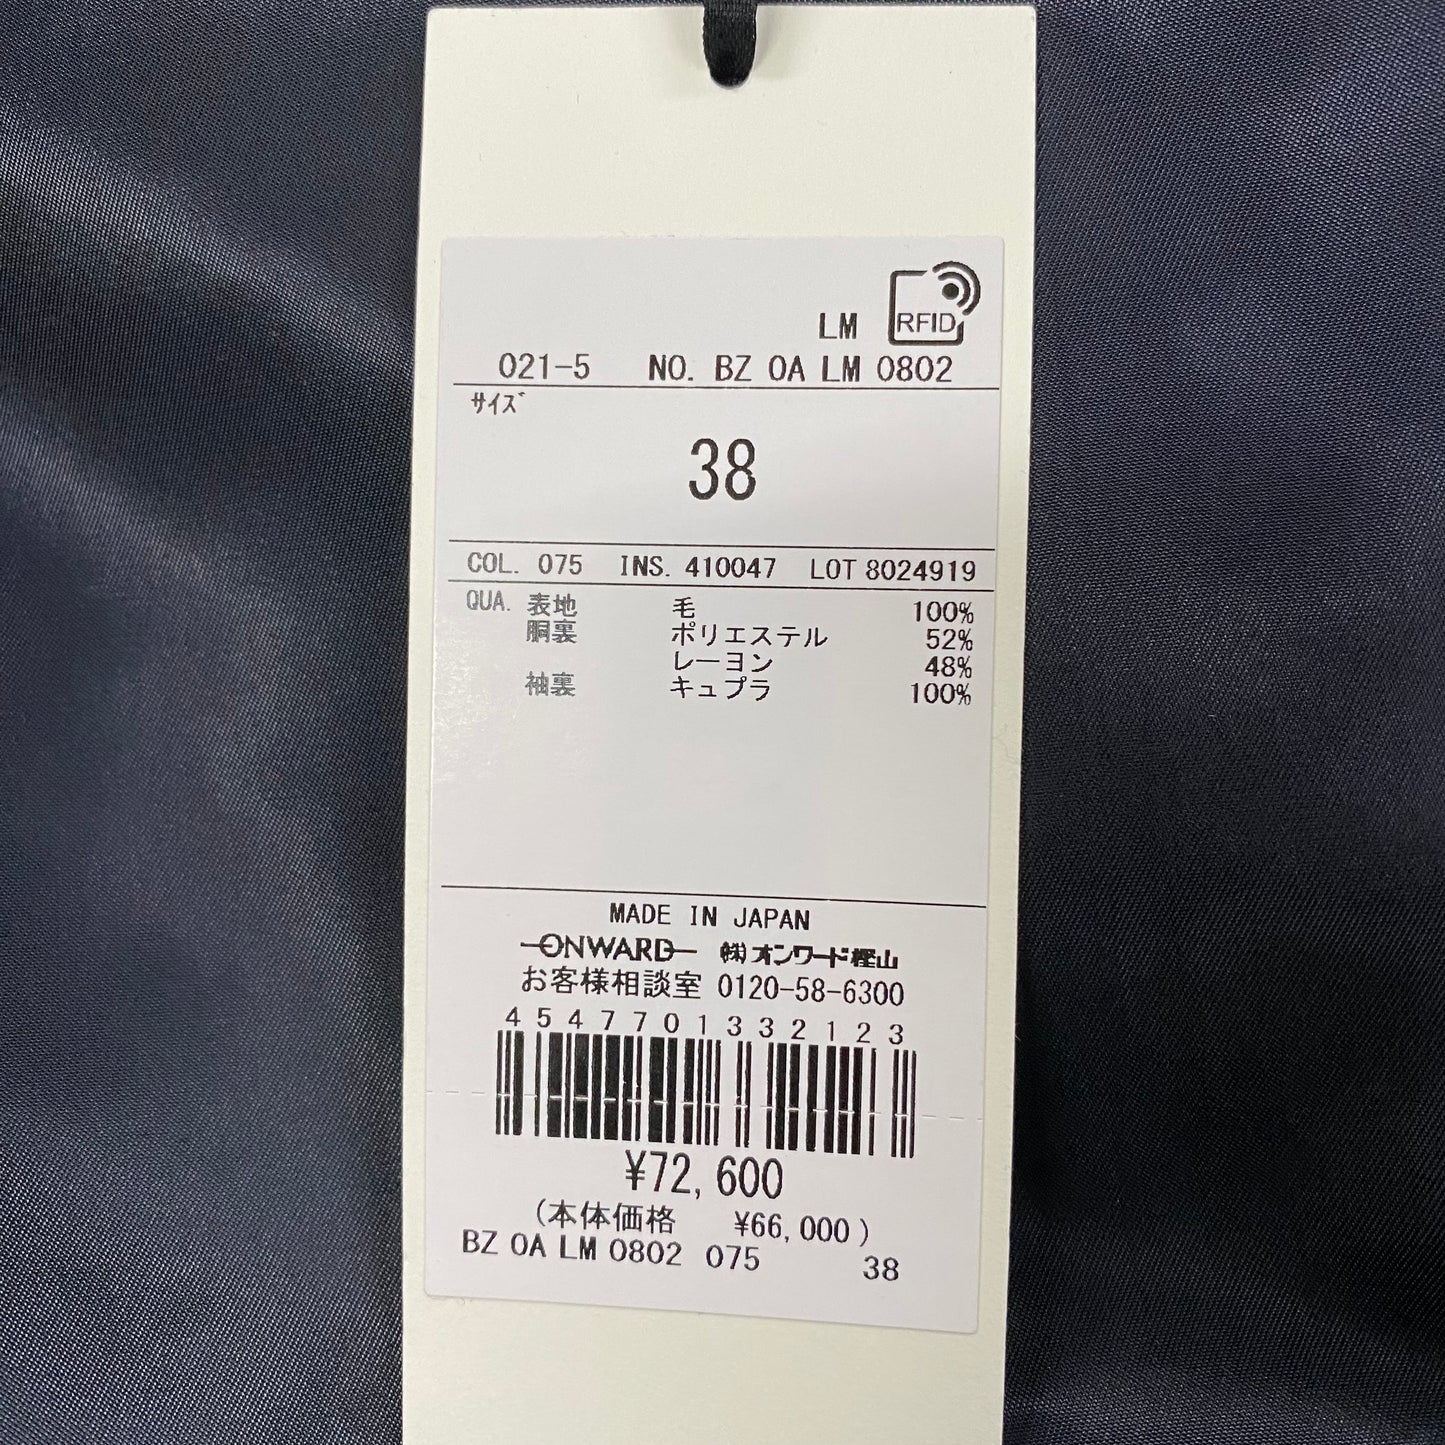 LM RFID
021-5 NO. BZ 0A LM 0802
ｻｲｽﾞ
38
COL. 075 INS. 410047 LOT 8024919
QUA. 表地 毛 100%
胴裏 ポリエステル 52%
レーヨン 48%
袖裏 キュプラ 100%
MADE IN JAPAN
ONWARD ㈱オンワード樫山
お客様相談室 0120-58-6300
4547701332123
¥72,600
(本体価格 ¥66,000)
BZ 0A LM 0802 075 38